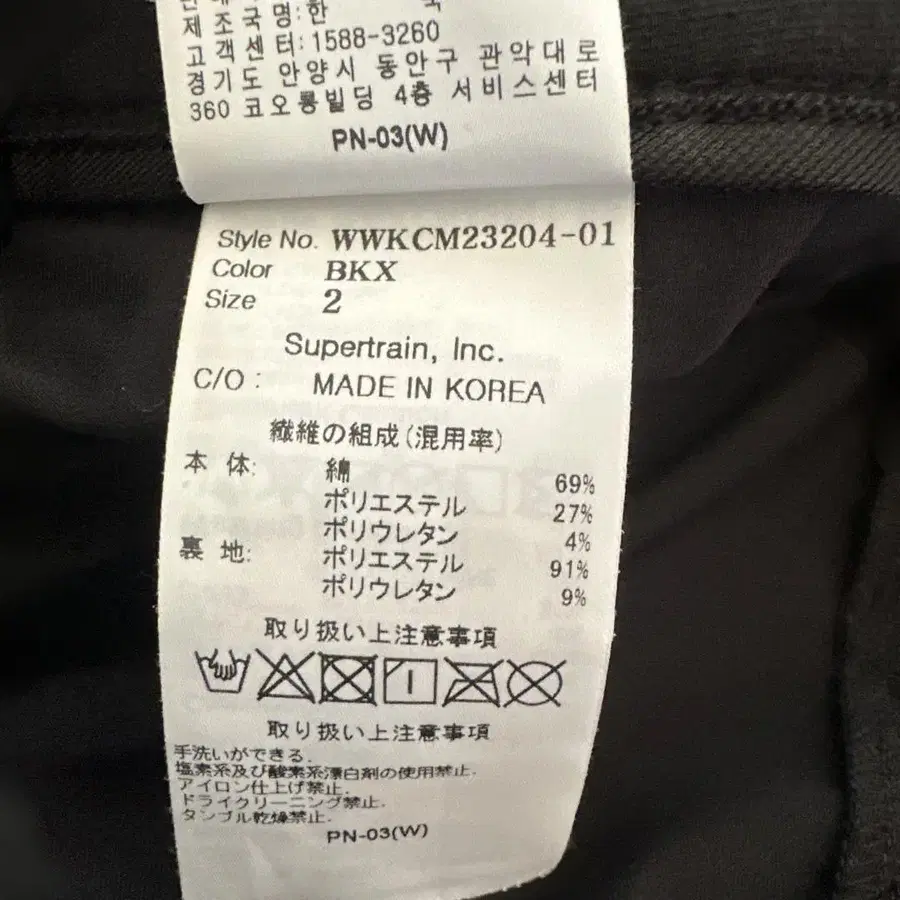 제조국명:한 국
고객센터:1588-3260
경기도 안양시 동안구 관악대로
360 코오롱빌딩 4층 서비스센터
PN-03(W)
Style No. WWKCM23204-01
Color BKX
Size 2
Supertrain, Inc.
C/O : MADE IN KOREA
繊維の組成(混用率)
本 体: 綿 69%
ポリエステル 27%
ポリウレタン 4%
裏 地: ポリエステル 91%
ポリウレタン 9%
取り扱い上注意事項
取り扱い上注意事項
手洗いができる.
塩素系及び酸素系漂白剤の使用禁止.
アイロン仕上げ禁止.
ドライクリーニング禁止.
タンブル乾燥禁止.
PN-03(W)